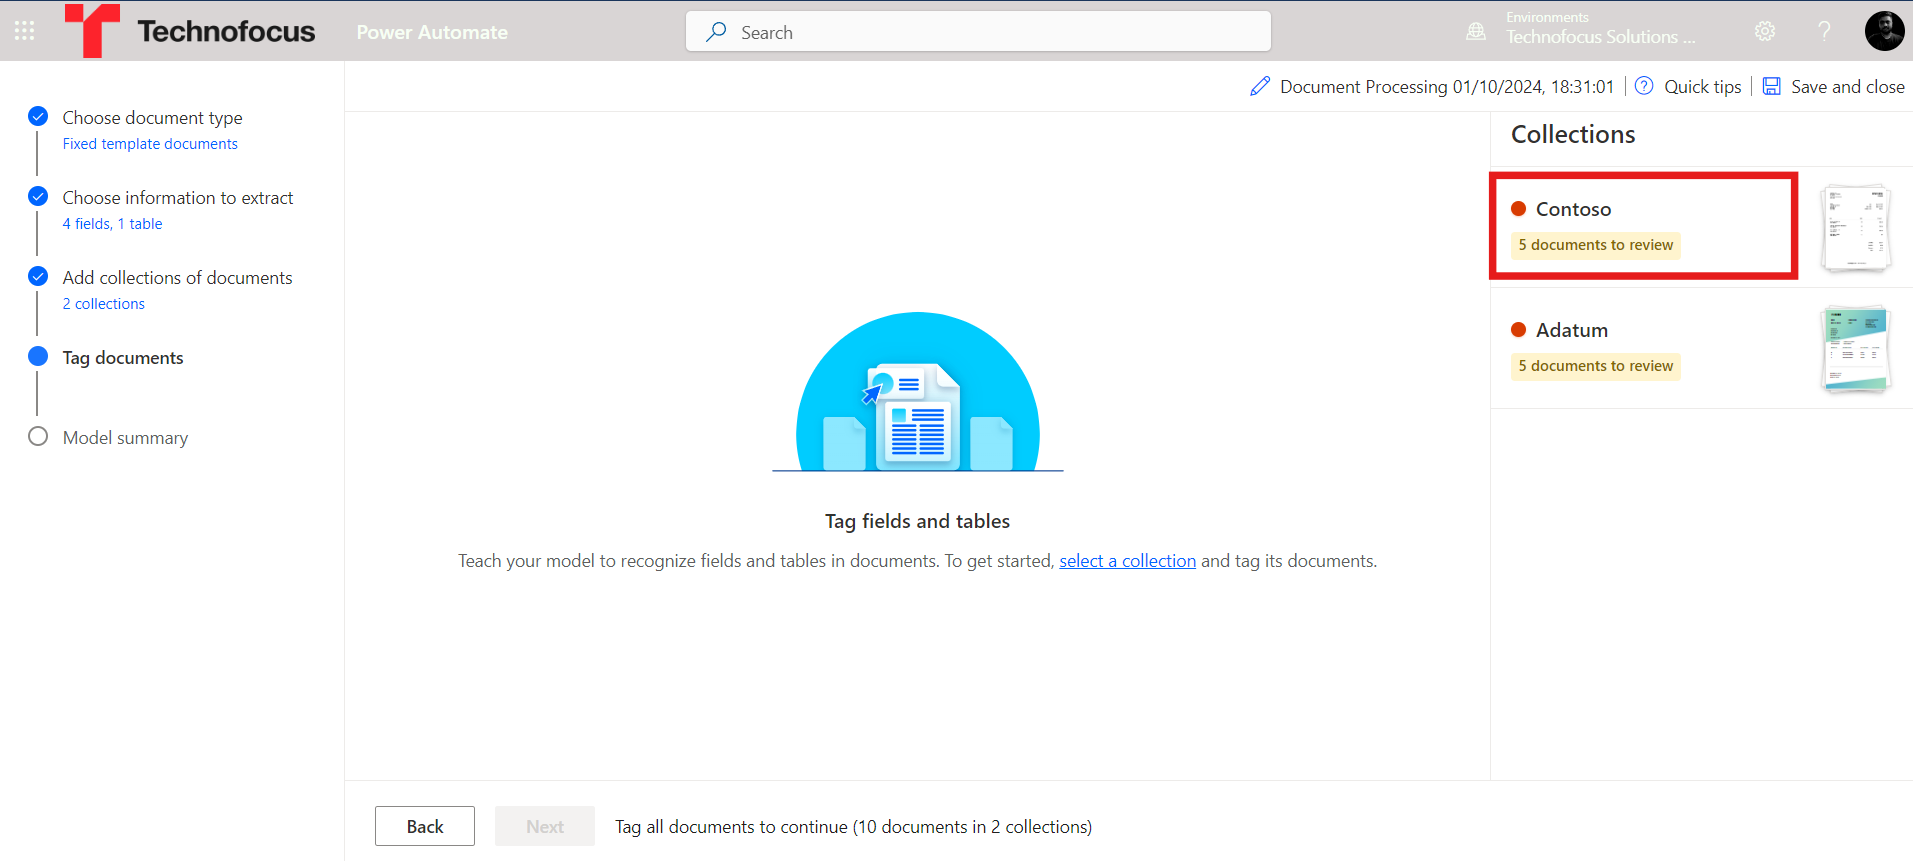 Technofocus
Power Automate
Search
Environments
Technofocus Solutions ...
?
Document Processing 01/10/2024, 18:31:01
Quick tips
Save and close
Choose document type
Fixed template documents
Choose information to extract
4 fields, 1 table
Add collections of documents
2 collections
Tag documents
Model summary
Tag fields and tables
Teach your model to recognize fields and tables in documents. To get started, select a collection and tag its documents.
Collections
Contoso
5 documents to review
Adatum
5 documents to review
Back
Next
Tag all documents to continue (10 documents in 2 collections)